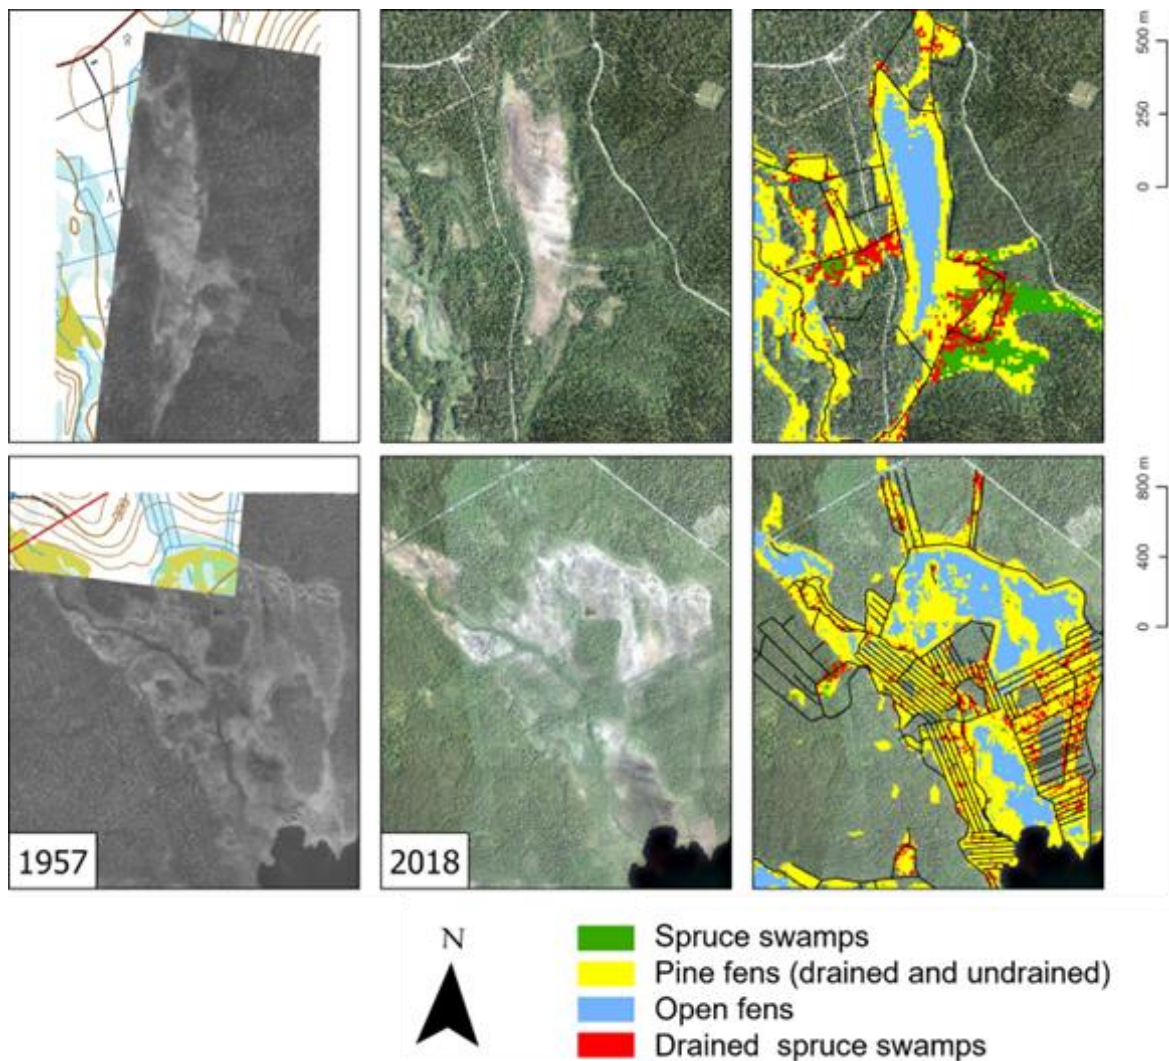 500 m
250
0
800 m
400
0
1957
2018
N
Spruce swamps
Pine fens (drained and undrained)
Open fens
Drained spruce swamps